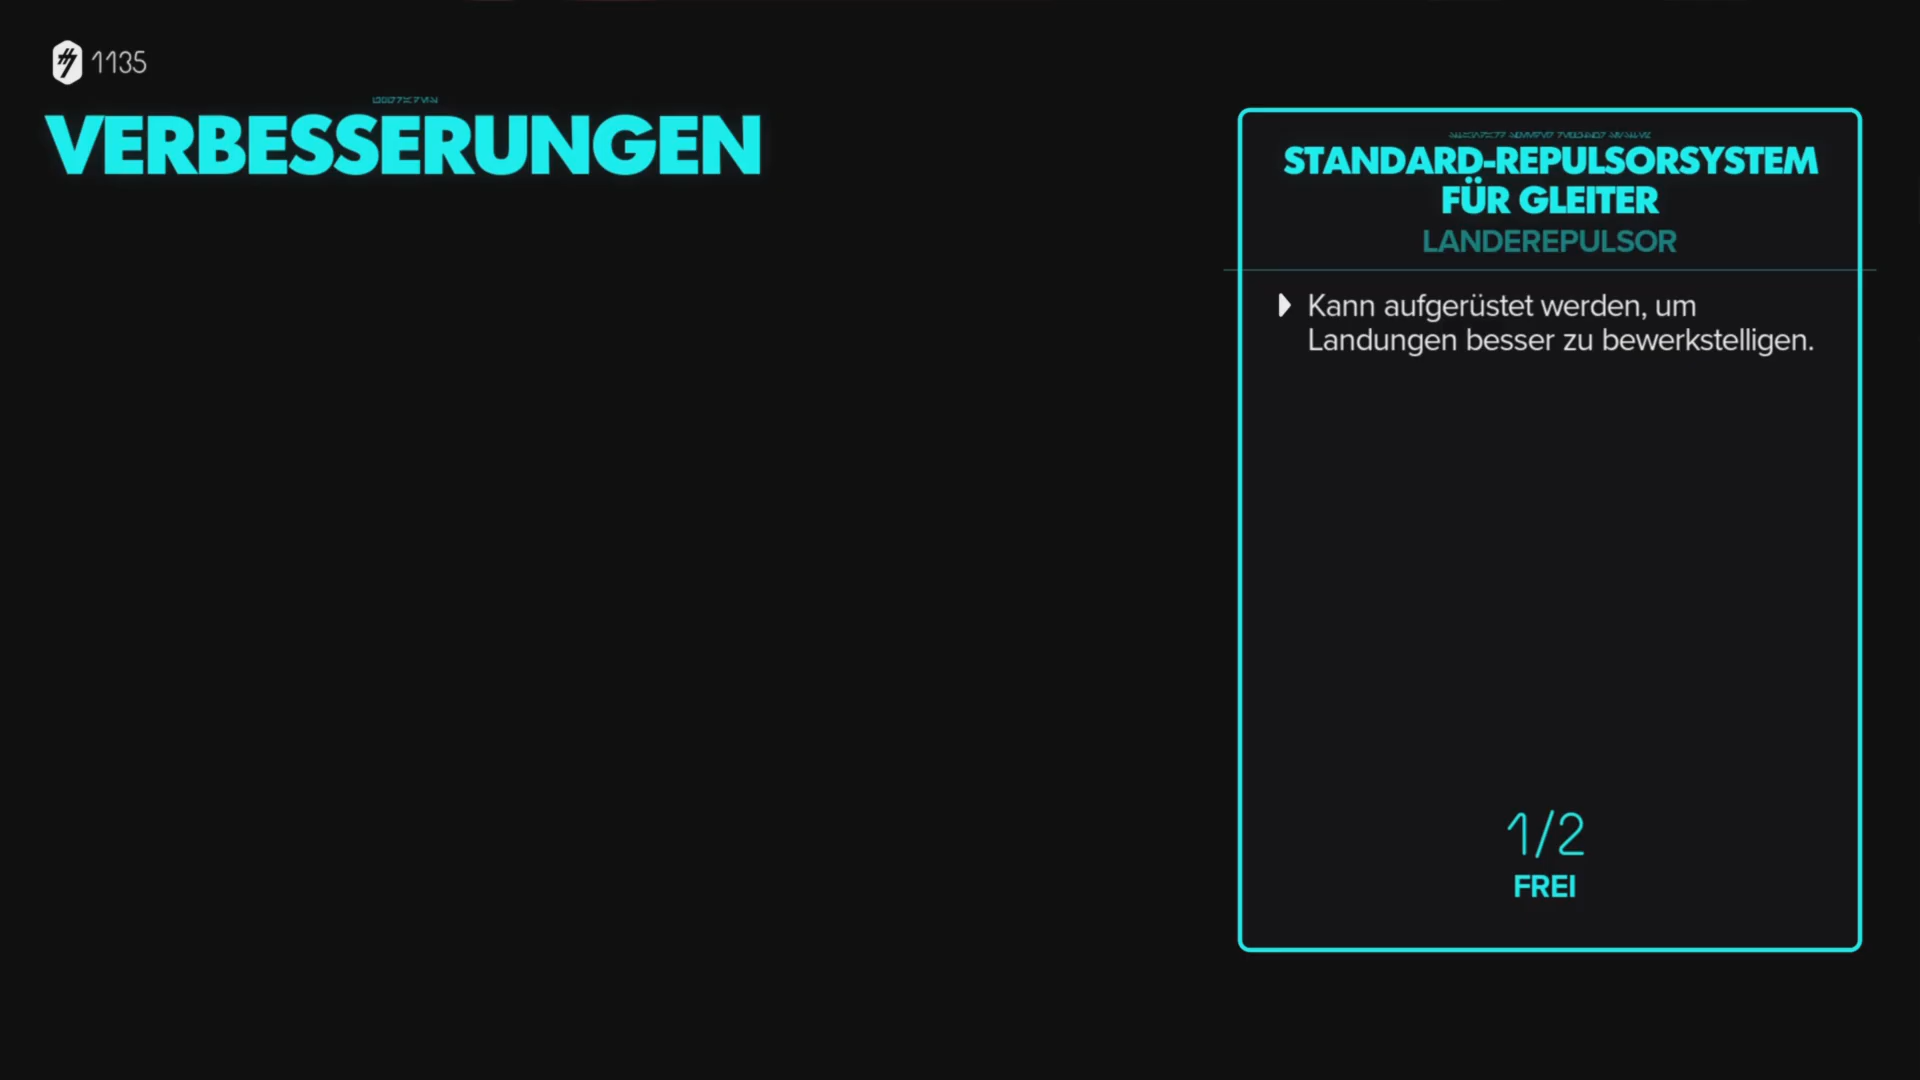 1135
VERBESSERUNGEN
STANDARD-REPULSORSYSTEM
FÜR GLEITER
LANDEREPULSOR
Kann aufgerüstet werden, um
Landungen besser zu bewerkstelligen.
1/2
FREI